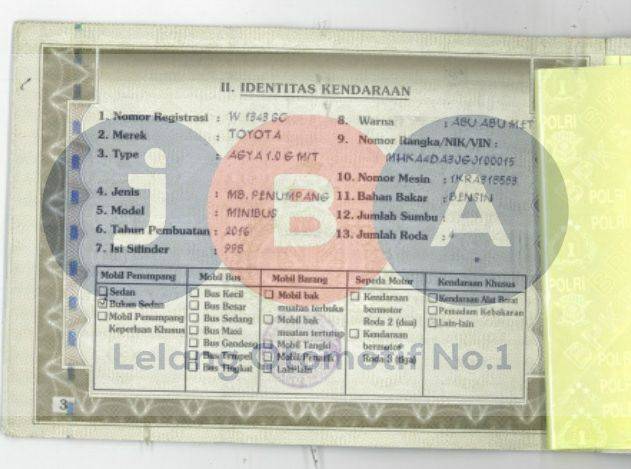 II. IDENTITAS KENDARAAN
1. Nomor Registrasi : W 1343 GC
2. Merek : TOYOTA
3. Type : AGYA 1.0 G M/T
4. Jenis : MB. PENUMPANG
5. Model : MINIBUS
6. Tahun Pembuatan : 2016
7. Isi Silinder : 998
8. Warna : ABU ABU MET
9. Nomor Rangka/NIK/VIN :
MHKA4DA3JGJ100015
10. Nomor Mesin :
11. Bahan Bakar : BENSIN
12. Jumlah Sumbu :
13. Jumlah Roda : 4
Mobil Penumpang
Sedan
Bukan Sedan
Mobil Penumpang
Keperluan Khusus
Mobil Bus
Bus Kecil
Bus Besar
Bus Sedang
Bus Maxi
Bus Gandeng
Bus Tempel
Bus Tingkat
Mobil Barang
Mobil bak
muatan terbuka
Mobil bak
muatan tertutup
Mobil Tangki
Mobil Penarik
Lain-lain
Sepeda Motor
Kendaraan
bermotor
Roda 2 (dua)
Kendaraan
bermotor
Roda 3 (tiga)
Kendaraan Khusus
Kendaraan Alat Berat
Pemadam Kebakaran
Lain-lain
3
jBA
Lelang Otomotif No.1
POLRI